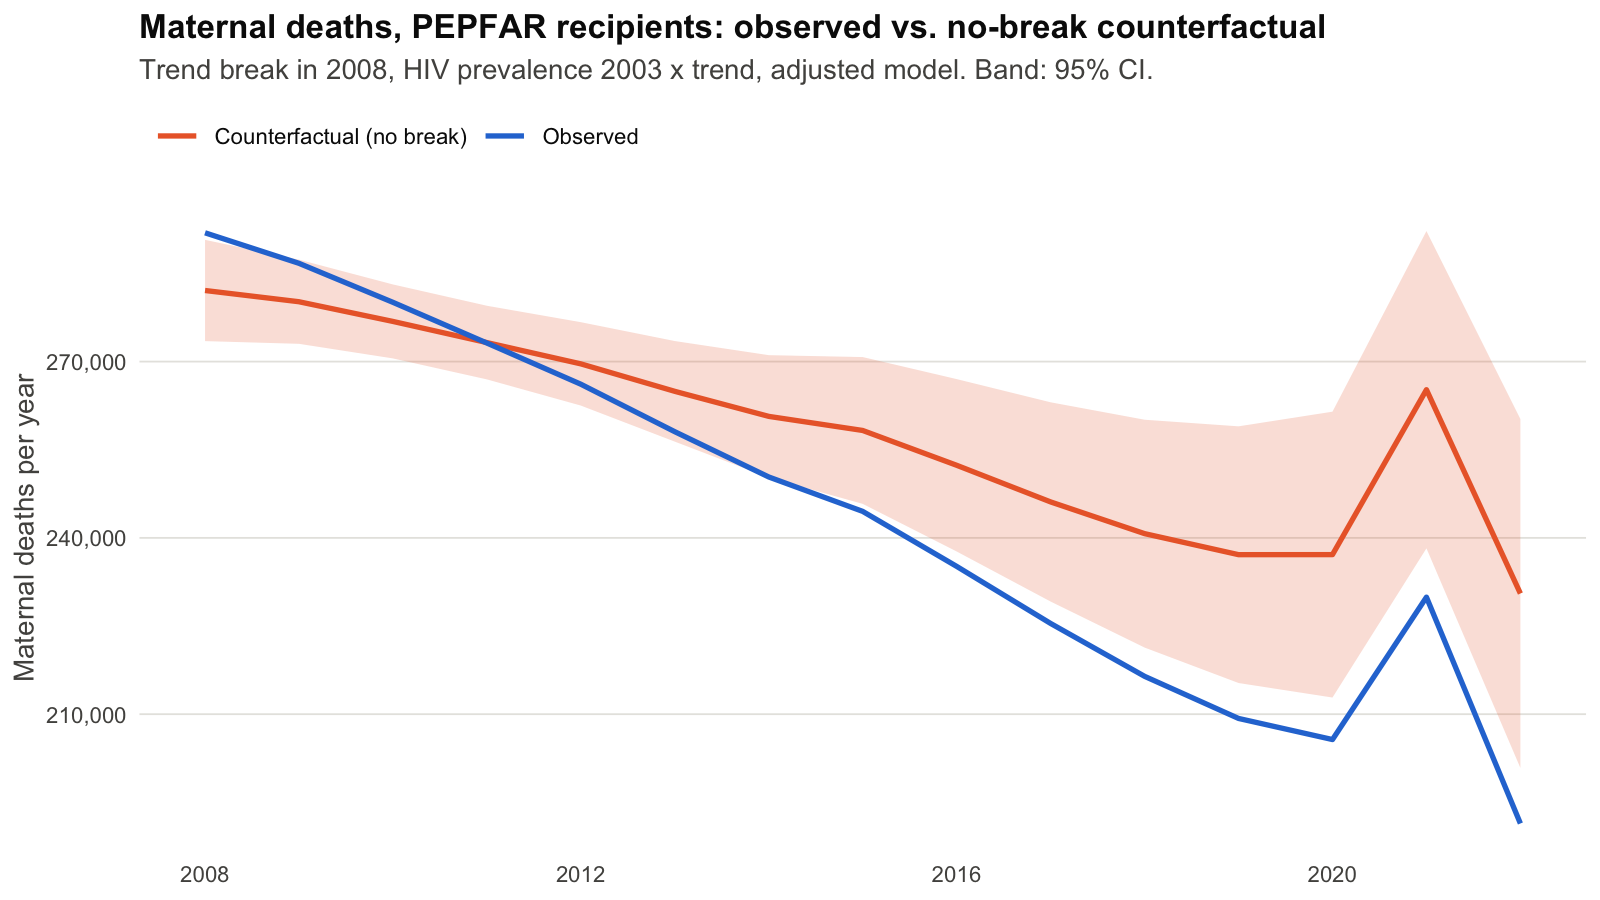 Maternal deaths, PEPFAR recipients: observed vs. no-break counterfactual
Trend break in 2008, HIV prevalence 2003 x trend, adjusted model. Band: 95% CI.
Counterfactual (no break) Observed
Maternal deaths per year
270,000
240,000
210,000
2008 2012 2016 2020